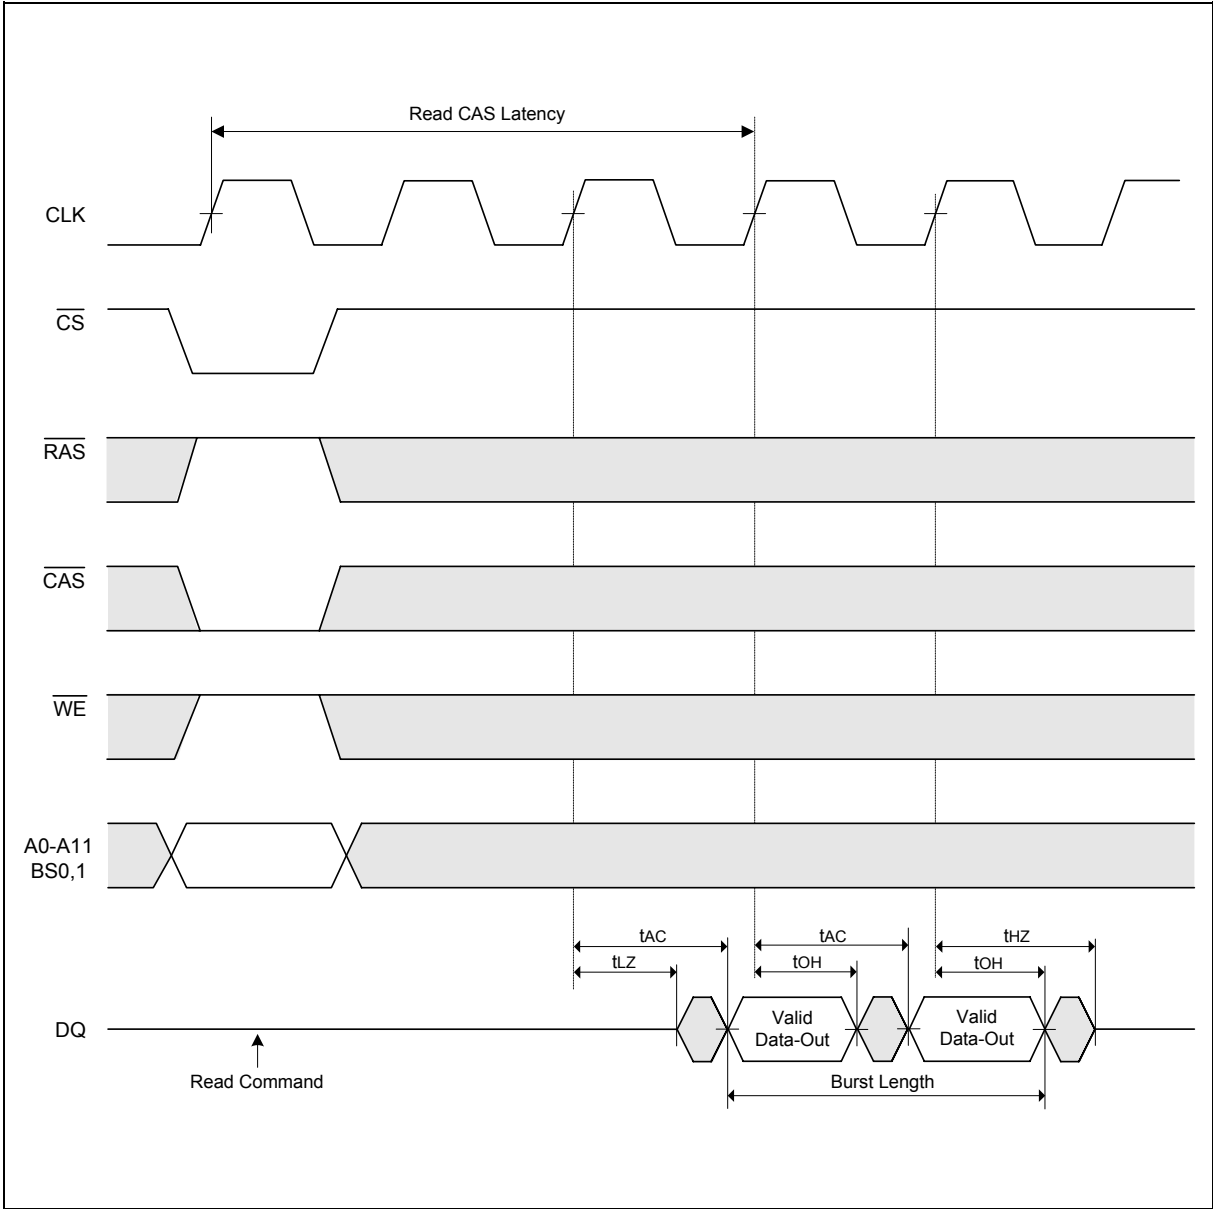 Read CAS Latency
CLK
CS
RAS
CAS
WE
A0-A11
BS0,1
tAC tAC tHZ
tLZ tOH tOH
DQ
Valid
Data-Out
Valid
Data-Out
Read Command
Burst Length